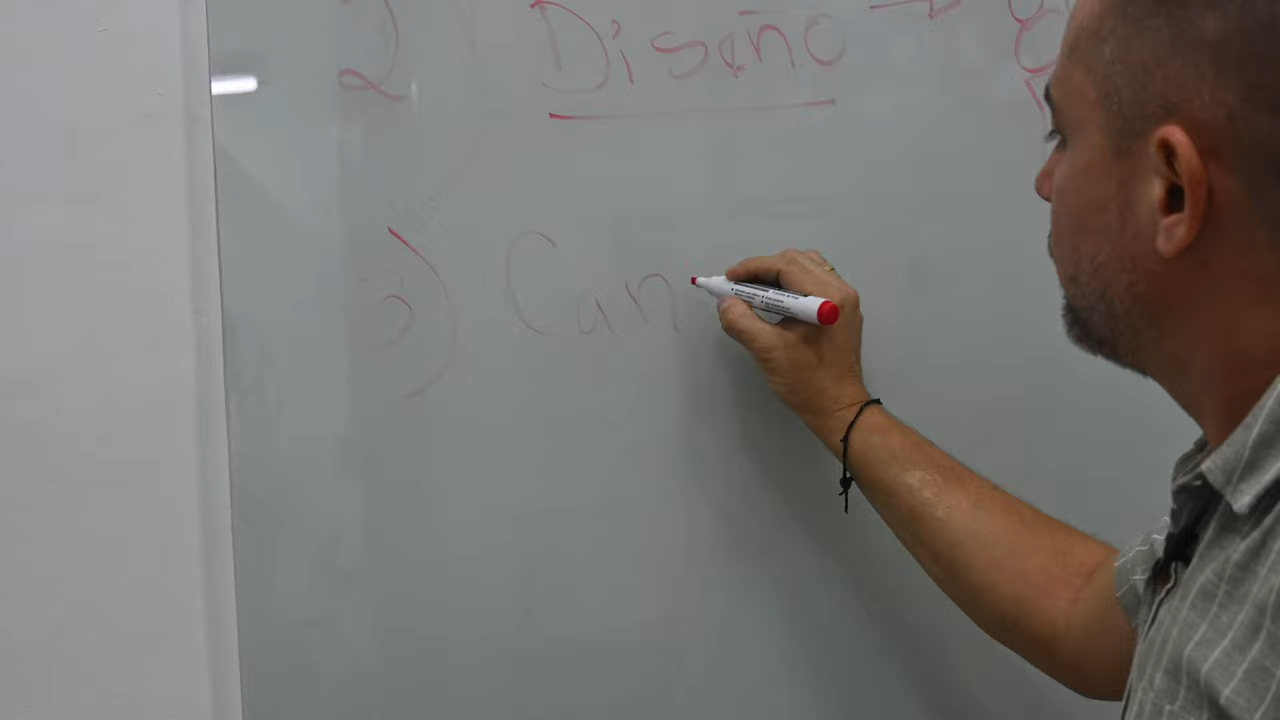 2) Diseño →
3) Can